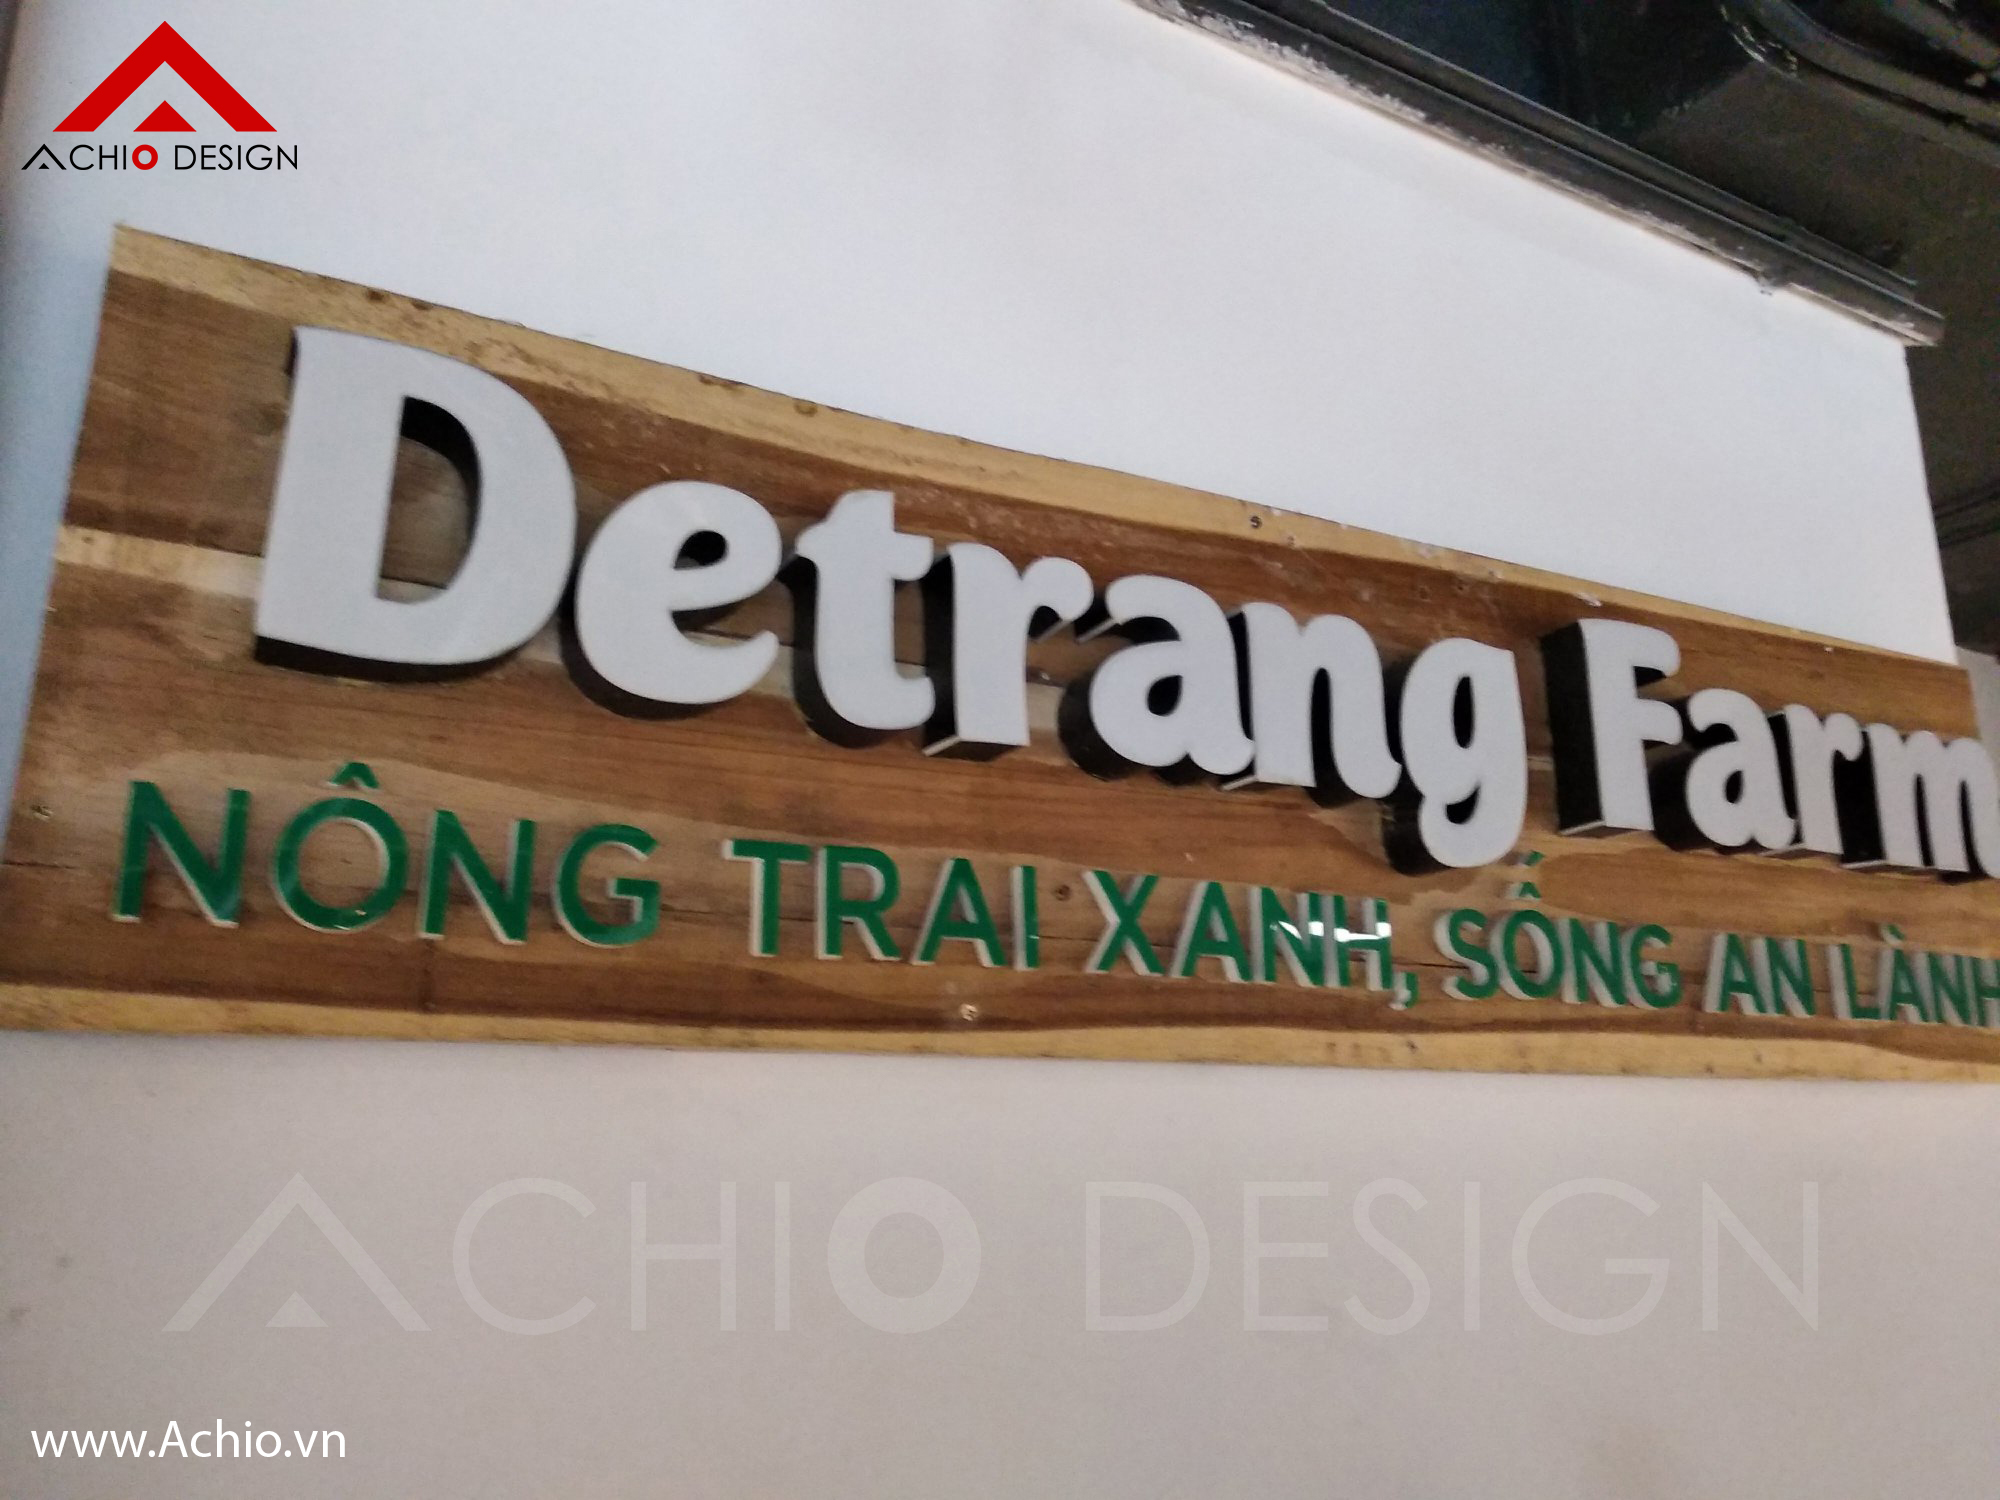 ACHIO DESIGN
Detrang Farm
NÔNG TRAI XANH, SỐNG AN LÀNH
ACHIO DESIGN
www.Achio.vn